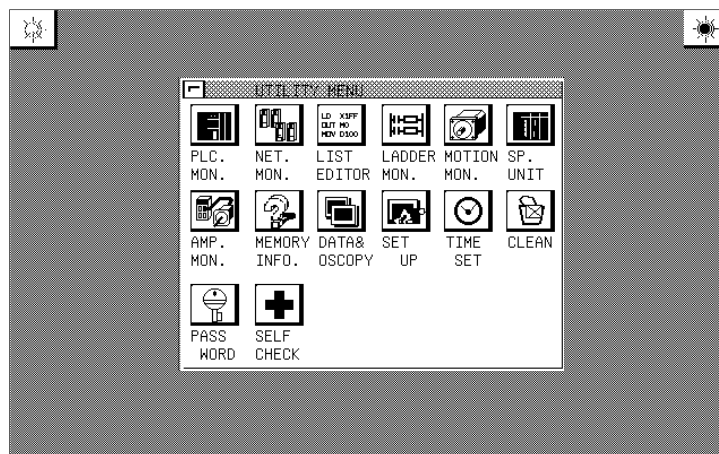 UTILITY MENU
LD X1FF
OUT M0
MOV D100
PLC. NET. LIST LADDER MOTION SP.
MON. MON. EDITOR MON. MON. UNIT
AMP. MEMORY DATA& SET TIME CLEAN
MON. INFO. OSCOPY UP SET
PASS SELF
WORD CHECK